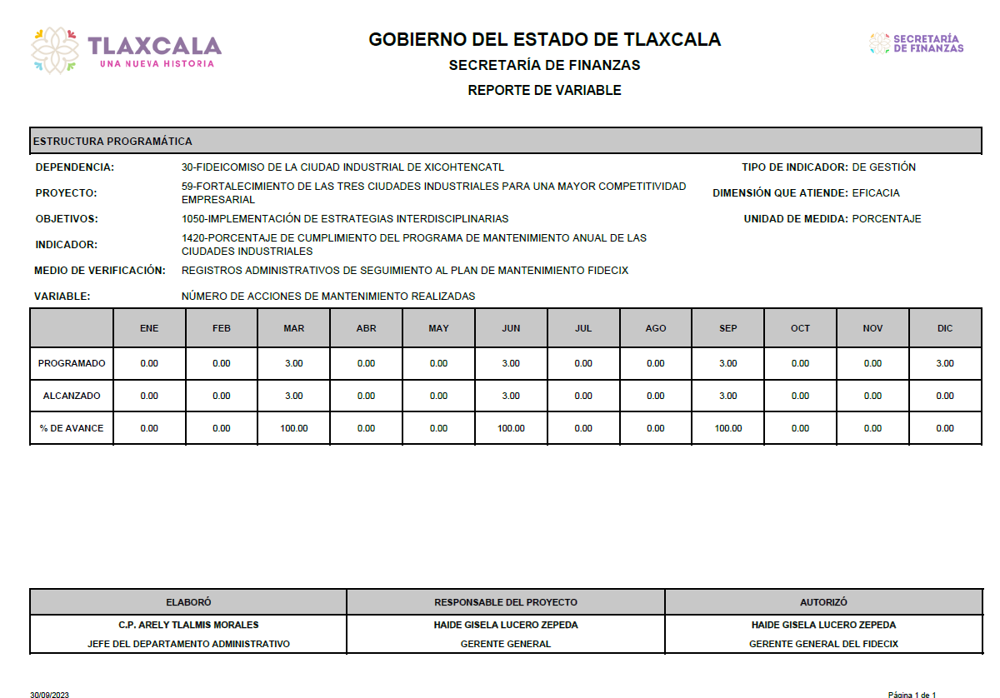 TLAXCALA
UNA NUEVA HISTORIA
GOBIERNO DEL ESTADO DE TLAXCALA
SECRETARÍA DE FINANZAS
REPORTE DE VARIABLE
SECRETARÍA
DE FINANZAS
ESTRUCTURA PROGRAMÁTICA
DEPENDENCIA: 30-FIDEICOMISO DE LA CIUDAD INDUSTRIAL DE XICOHTENCATL TIPO DE INDICADOR: DE GESTIÓN
PROYECTO: 59-FORTALECIMIENTO DE LAS TRES CIUDADES INDUSTRIALES PARA UNA MAYOR COMPETITIVIDAD
EMPRESARIAL DIMENSIÓN QUE ATIENDE: EFICACIA
OBJETIVOS: 1050-IMPLEMENTACIÓN DE ESTRATEGIAS INTERDISCIPLINARIAS UNIDAD DE MEDIDA: PORCENTAJE
INDICADOR: 1420-PORCENTAJE DE CUMPLIMIENTO DEL PROGRAMA DE MANTENIMIENTO ANUAL DE LAS
CIUDADES INDUSTRIALES
MEDIO DE VERIFICACIÓN: REGISTROS ADMINISTRATIVOS DE SEGUIMIENTO AL PLAN DE MANTENIMIENTO FIDECIX
VARIABLE: NÚMERO DE ACCIONES DE MANTENIMIENTO REALIZADAS
ENE FEB MAR ABR MAY JUN JUL AGO SEP OCT NOV DIC
PROGRAMADO 0.00 0.00 3.00 0.00 0.00 3.00 0.00 0.00 3.00 0.00 0.00 3.00
ALCANZADO 0.00 0.00 3.00 0.00 0.00 3.00 0.00 0.00 3.00 0.00 0.00 0.00
% DE AVANCE 0.00 0.00 100.00 0.00 0.00 100.00 0.00 0.00 100.00 0.00 0.00 0.00
ELABORÓ RESPONSABLE DEL PROYECTO AUTORIZÓ
C.P. ARELY TLALMIS MORALES HAIDE GISELA LUCERO ZEPEDA HAIDE GISELA LUCERO ZEPEDA
JEFE DEL DEPARTAMENTO ADMINISTRATIVO GERENTE GENERAL GERENTE GENERAL DEL FIDECIX
30/09/2023 Página 1 de 1